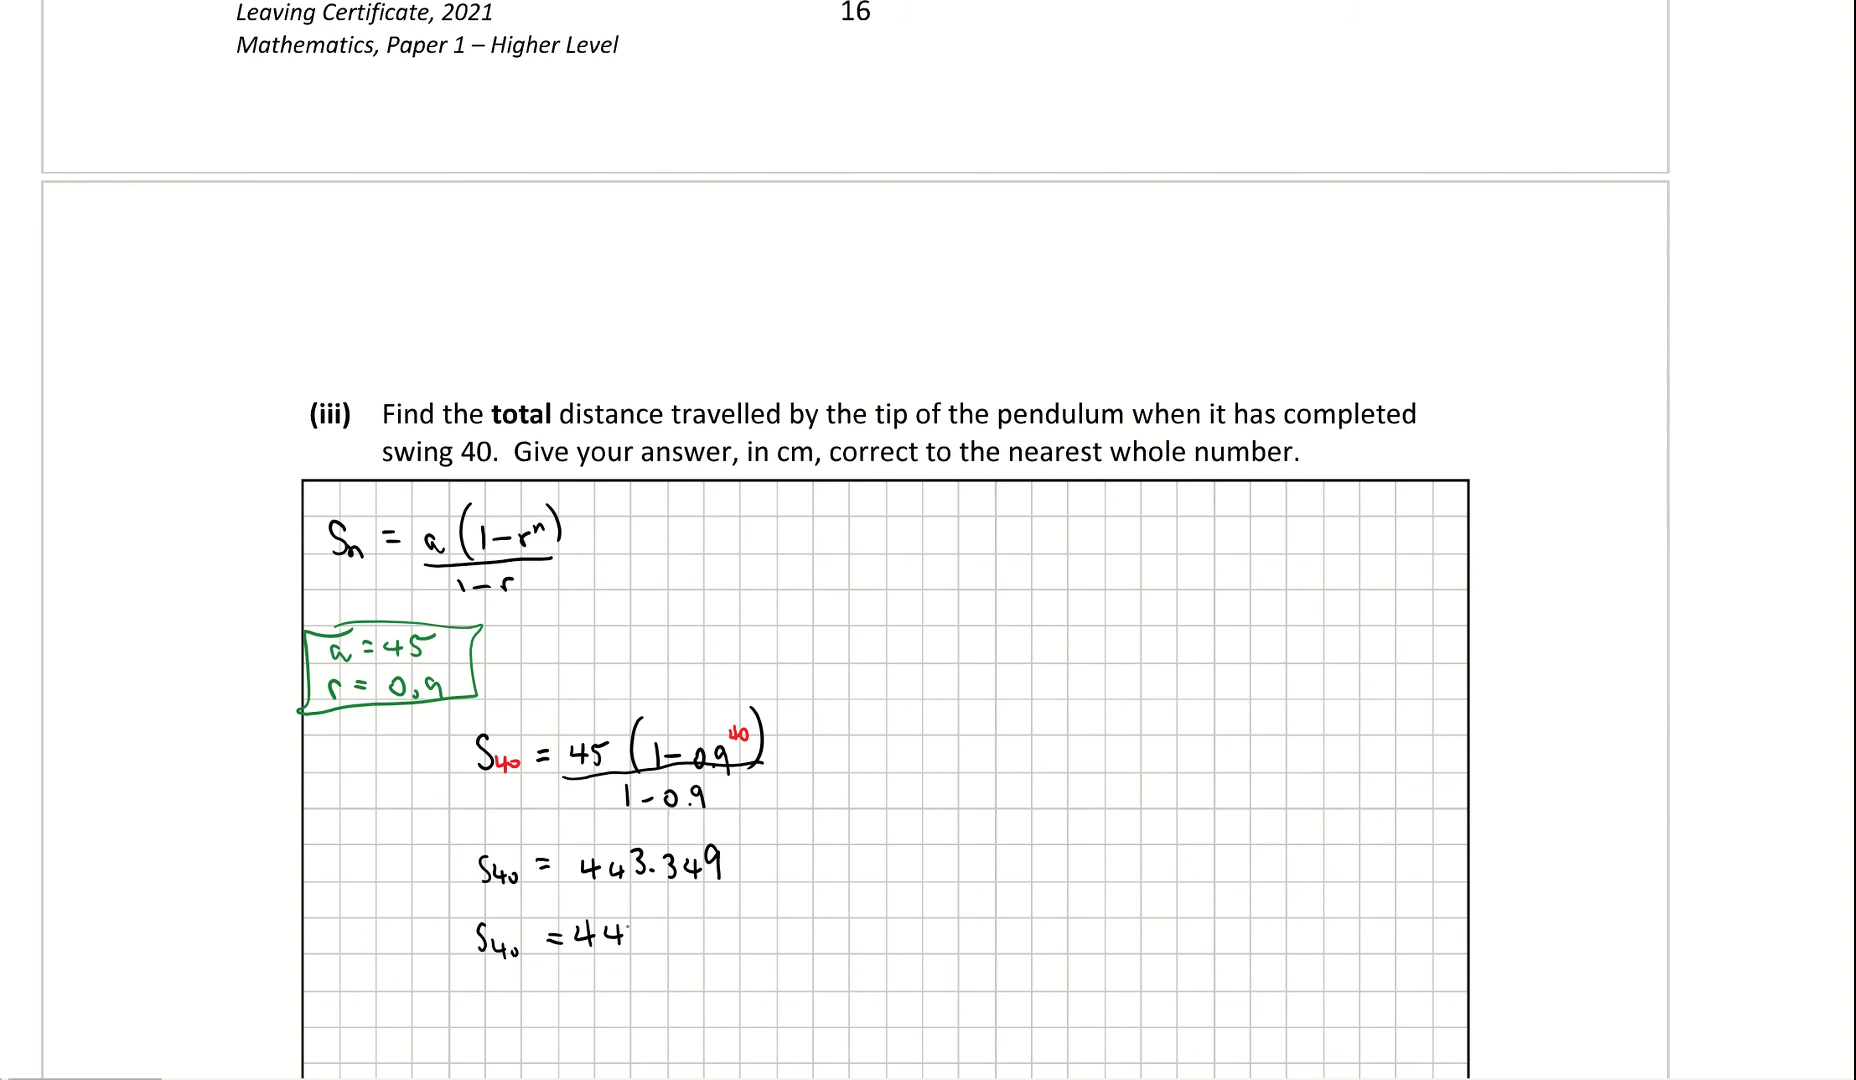 Leaving Certificate, 2021
16
Mathematics, Paper 1 – Higher Level
(iii) Find the total distance travelled by the tip of the pendulum when it has completed
swing 40. Give your answer, in cm, correct to the nearest whole number.
Sn = a (1-rⁿ)
1-r
a = 45
r = 0.9
S40 = 45 (1-0.9⁴⁰)
1-0.9
S40 = 443.349
S40 = 44